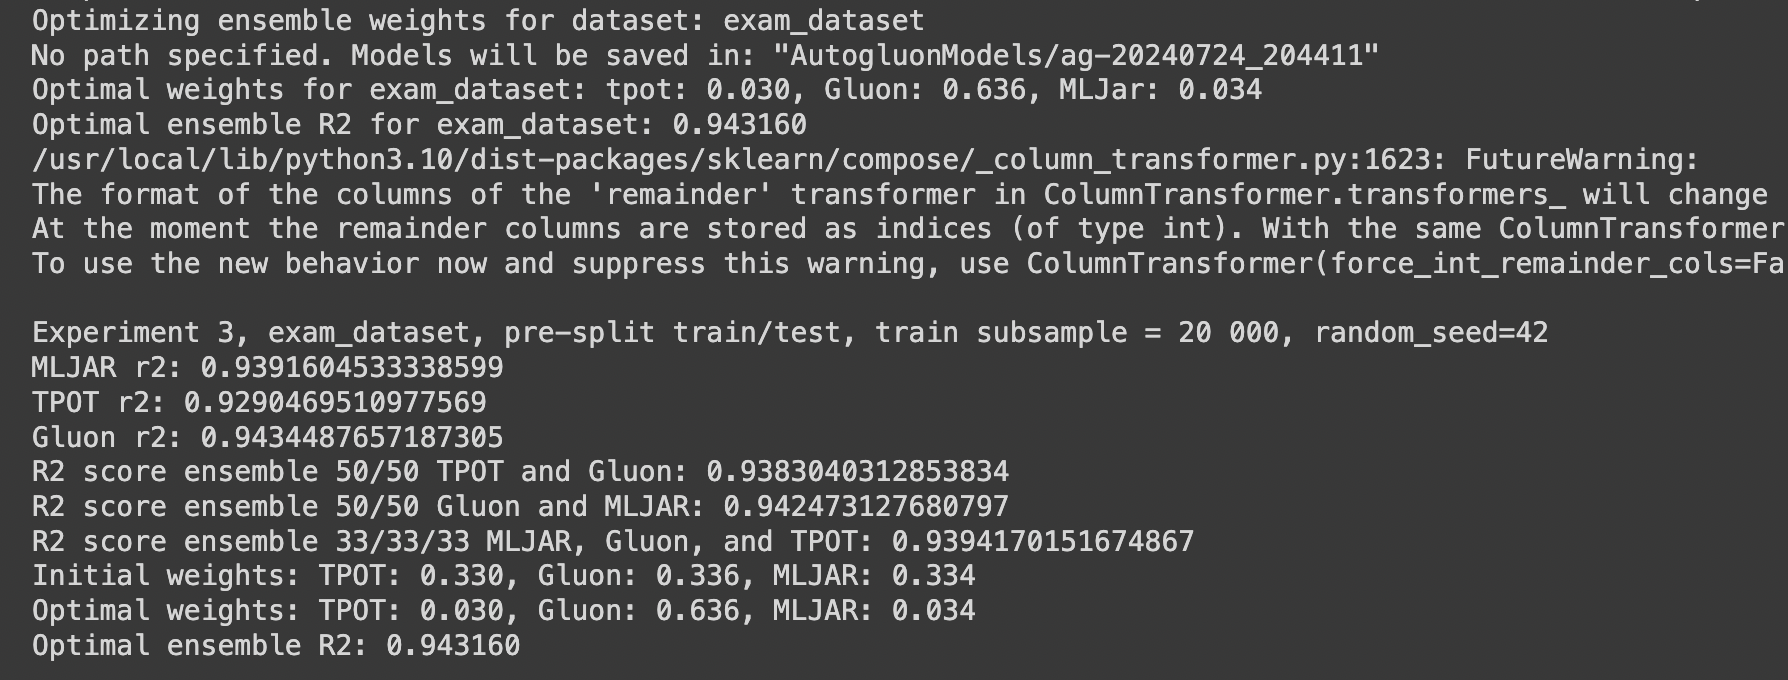 Optimizing ensemble weights for dataset: exam_dataset
No path specified. Models will be saved in: "AutogluonModels/ag-20240724_204411"
Optimal weights for exam_dataset: tpot: 0.030, Gluon: 0.636, MLJar: 0.034
Optimal ensemble R2 for exam_dataset: 0.943160
/usr/local/lib/python3.10/dist-packages/sklearn/compose/_column_transformer.py:1623: FutureWarning:
The format of the columns of the 'remainder' transformer in ColumnTransformer.transformers_ will change
At the moment the remainder columns are stored as indices (of type int). With the same ColumnTransformer
To use the new behavior now and suppress this warning, use ColumnTransformer(force_int_remainder_cols=Fa
Experiment 3, exam_dataset, pre-split train/test, train subsample = 20 000, random_seed=42
MLJAR r2: 0.9391604533338599
TPOT r2: 0.9290469510977569
Gluon r2: 0.9434487657187305
R2 score ensemble 50/50 TPOT and Gluon: 0.9383040312853834
R2 score ensemble 50/50 Gluon and MLJAR: 0.942473127680797
R2 score ensemble 33/33/33 MLJAR, Gluon, and TPOT: 0.9394170151674867
Initial weights: TPOT: 0.330, Gluon: 0.336, MLJAR: 0.334
Optimal weights: TPOT: 0.030, Gluon: 0.636, MLJAR: 0.034
Optimal ensemble R2: 0.943160